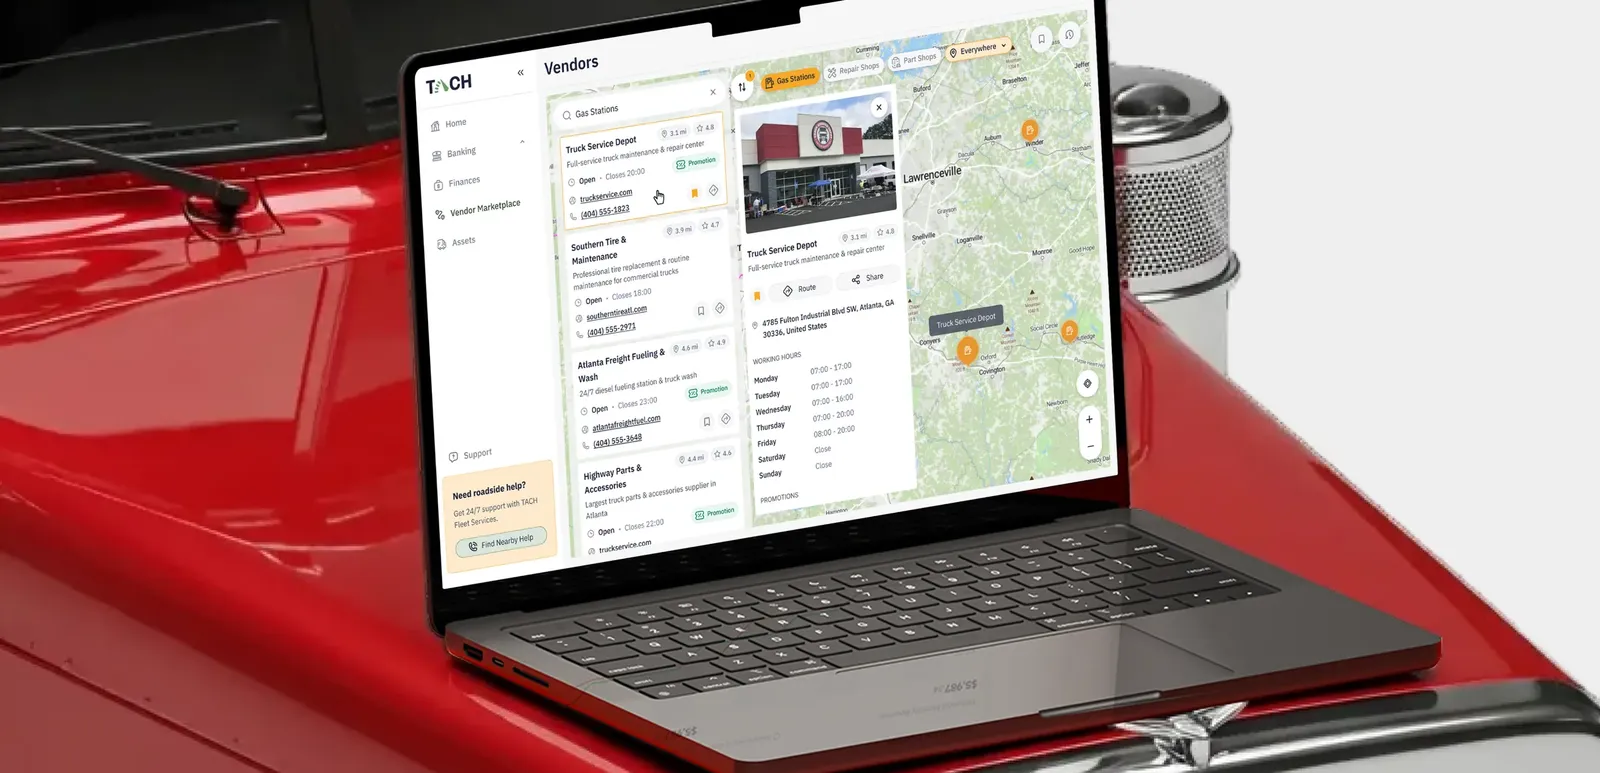 TACH
«
Home
Banking
Finances
Vendor Marketplace
Assets
Support
Need roadside help?
Get 24/7 support with TACH
Fleet Services.
Find Nearby Help
Vendors
Gas Stations
Truck Service Depot
3.1 mi
4.8
Full-service truck maintenance & repair center
Open • Closes 20:00
Promotion
truckservice.com
(404) 555-1823
Southern Tire &
Maintenance
3.9 mi
4.7
Professional tire replacement & routine
maintenance for commercial trucks
Open • Closes 18:00
southerntireatl.com
(404) 555-2971
Atlanta Freight Fueling &
Wash
4.6 mi
4.9
24/7 diesel fueling station & truck wash
Promotion
Open • Closes 23:00
atlantafreightfuel.com
(404) 555-3648
Highway Parts &
Accessories
4.4 mi
4.6
Largest truck parts & accessories supplier in
Atlanta
Promotion
Open • Closes 22:00
truckservice.com
Gas Stations
Repair Shops
Part Shops
Everywhere
Truck Service Depot
3.1 mi
4.8
Full-service truck maintenance & repair center
Route
Share
4785 Fulton Industrial Blvd SW, Atlanta, GA
30336, United States
WORKING HOURS
Monday 07:00 - 17:00
Tuesday 07:00 - 17:00
Wednesday 07:00 - 16:00
Thursday 07:00 - 20:00
Friday 08:00 - 20:00
Saturday Close
Sunday Close
PROMOTIONS
Cumming
Buford
Braselton
Auburn
Winder
Statham
Dacula
Lawrenceville
Grayson
Snellville
Loganville
Monroe
Good Hope
Truck Service Depot
Social Circle
Conyers
Oxford
Covington
Newborn
Hampton